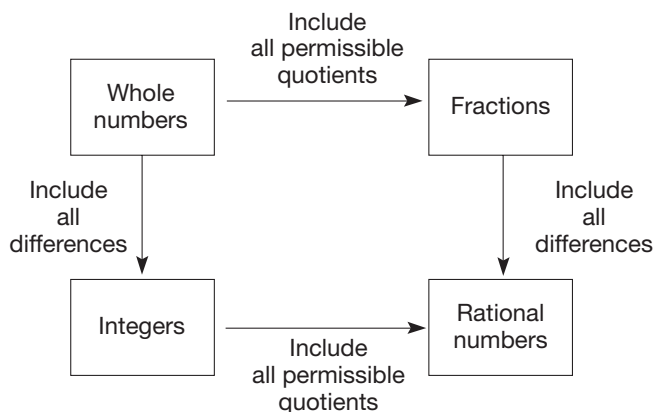 Include
all permissible
quotients
Whole
numbers
Fractions
Include
all
differences
Include
all
differences
Integers
Rational
numbers
Include
all permissible
quotients